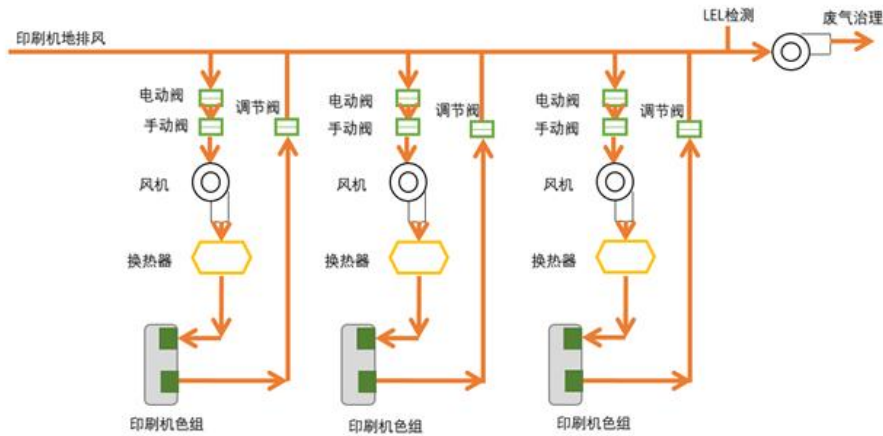 LEL检测
废气治理
印刷机地排风
电动阀
调节阀
手动阀
风机
换热器
印刷机色组
电动阀
调节阀
手动阀
风机
换热器
印刷机色组
电动阀
调节阀
手动阀
风机
换热器
印刷机色组